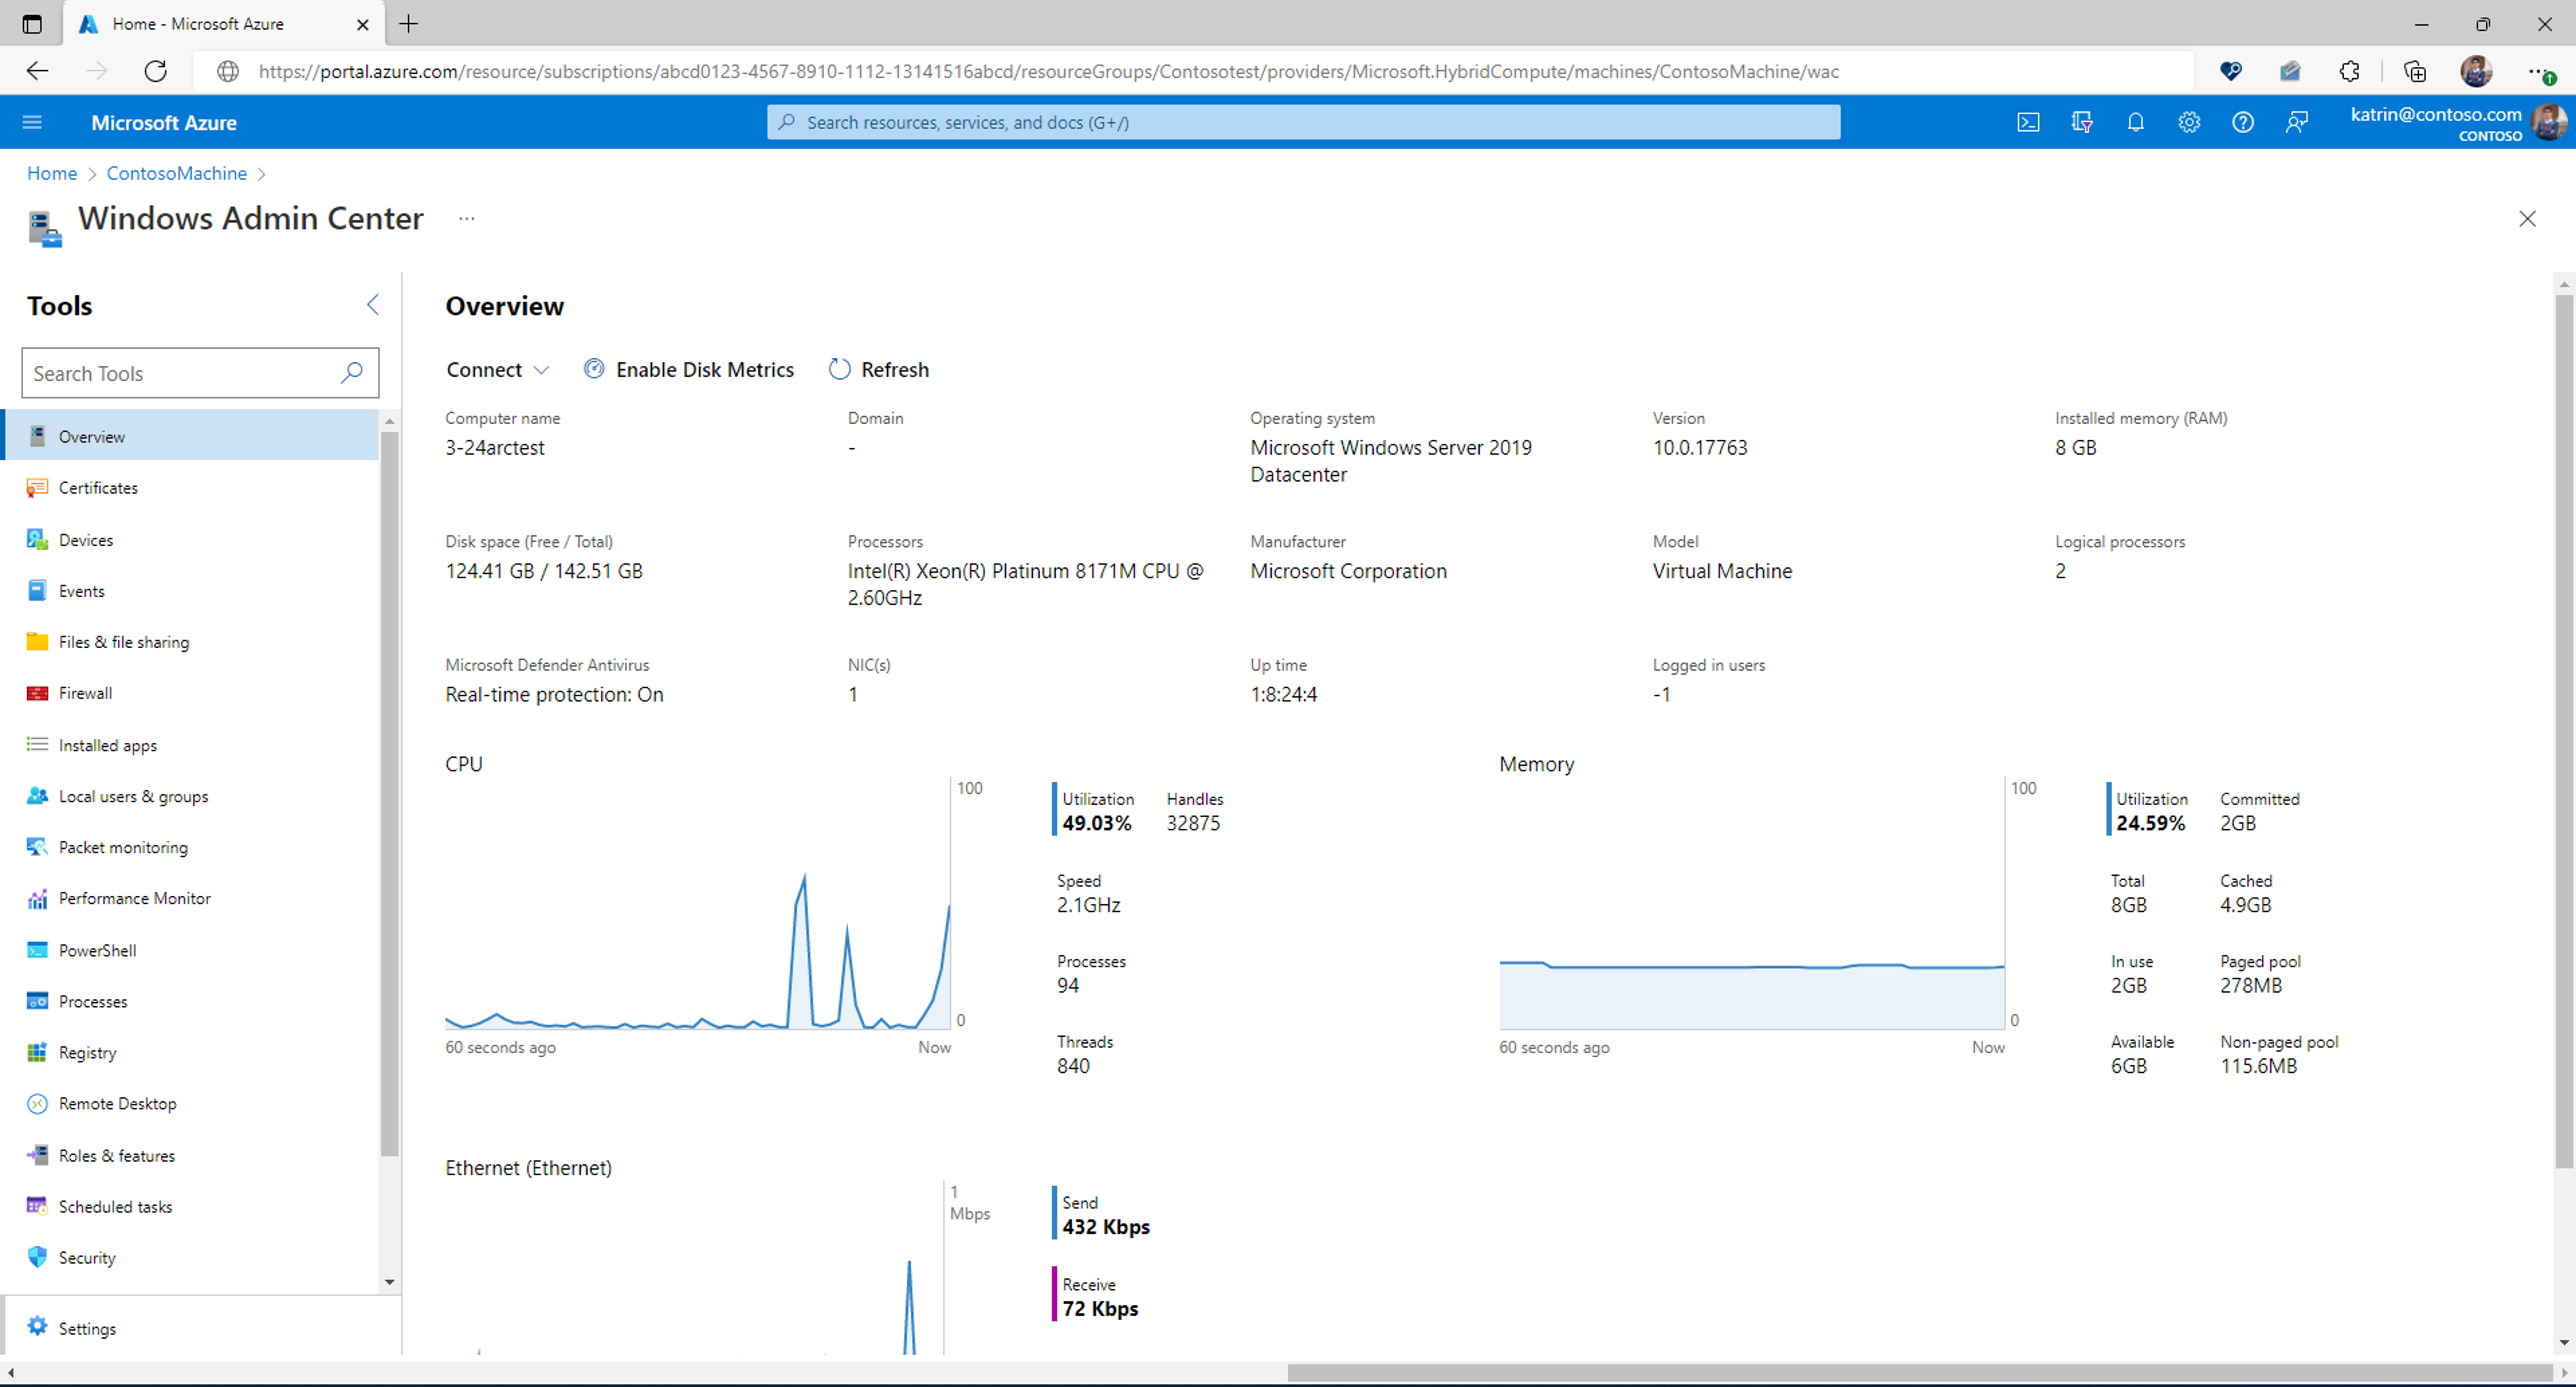 Home - Microsoft Azure
https://portal.azure.com/resource/subscriptions/abcd0123-4567-8910-1112-13141516abcd/resourceGroups/Contosotest/providers/Microsoft.HybridCompute/machines/ContosoMachine/wac
Microsoft Azure
Search resources, services, and docs (G+/)
katrin@contoso.com
CONTOSO
Home
ContosoMachine
Windows Admin Center
Tools
Search Tools
Overview
Certificates
Devices
Events
Files & file sharing
Firewall
Installed apps
Local users & groups
Packet monitoring
Performance Monitor
PowerShell
Processes
Registry
Remote Desktop
Roles & features
Scheduled tasks
Security
Settings
Overview
Connect
Enable Disk Metrics
Refresh
Computer name
3-24arctest
Domain
-
Operating system
Microsoft Windows Server 2019
Datacenter
Version
10.0.17763
Installed memory (RAM)
8 GB
Disk space (Free / Total)
124.41 GB / 142.51 GB
Processors
Intel(R) Xeon(R) Platinum 8171M CPU @
2.60GHz
Manufacturer
Microsoft Corporation
Model
Virtual Machine
Logical processors
2
Microsoft Defender Antivirus
Real-time protection: On
NIC(s)
1
Up time
1:8:24:4
Logged in users
-1
CPU
100
0
60 seconds ago
Now
Utilization
49.03%
Handles
32875
Speed
2.1GHz
Processes
94
Threads
840
Memory
100
0
60 seconds ago
Now
Utilization
24.59%
Committed
2GB
Total
8GB
Cached
4.9GB
In use
2GB
Paged pool
278MB
Available
6GB
Non-paged pool
115.6MB
Ethernet (Ethernet)
1
Mbps
Send
432 Kbps
Receive
72 Kbps